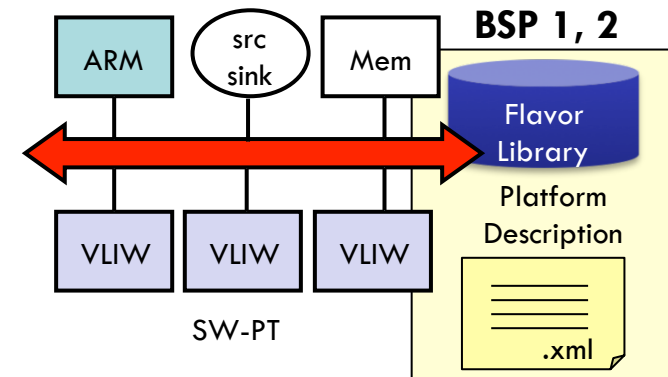 BSP 1, 2
ARM
src
sink
Mem
Flavor
Library
Platform
Description
VLIW
VLIW
VLIW
SW-PT
.xml